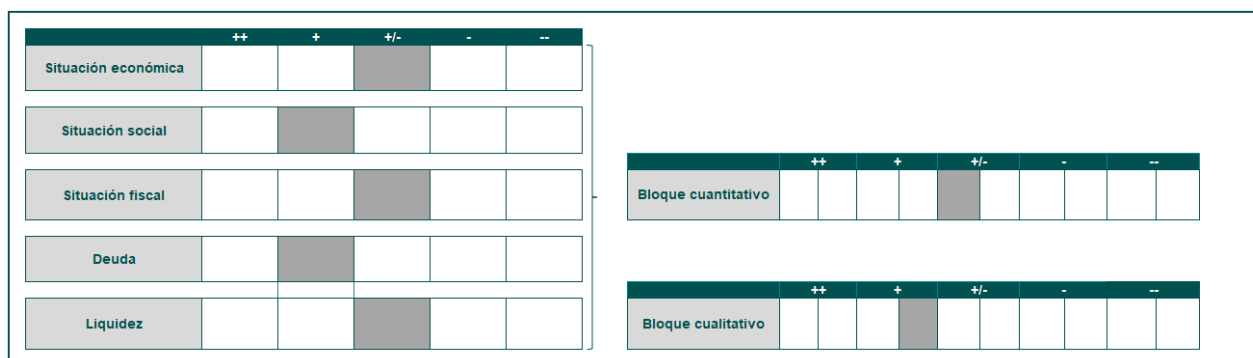 ++ + +/- - --
Situación económica
Situación social
Situación fiscal
Deuda
Liquidez
++ + +/- - --
Bloque cuantitativo
++ + +/- - --
Bloque cualitativo